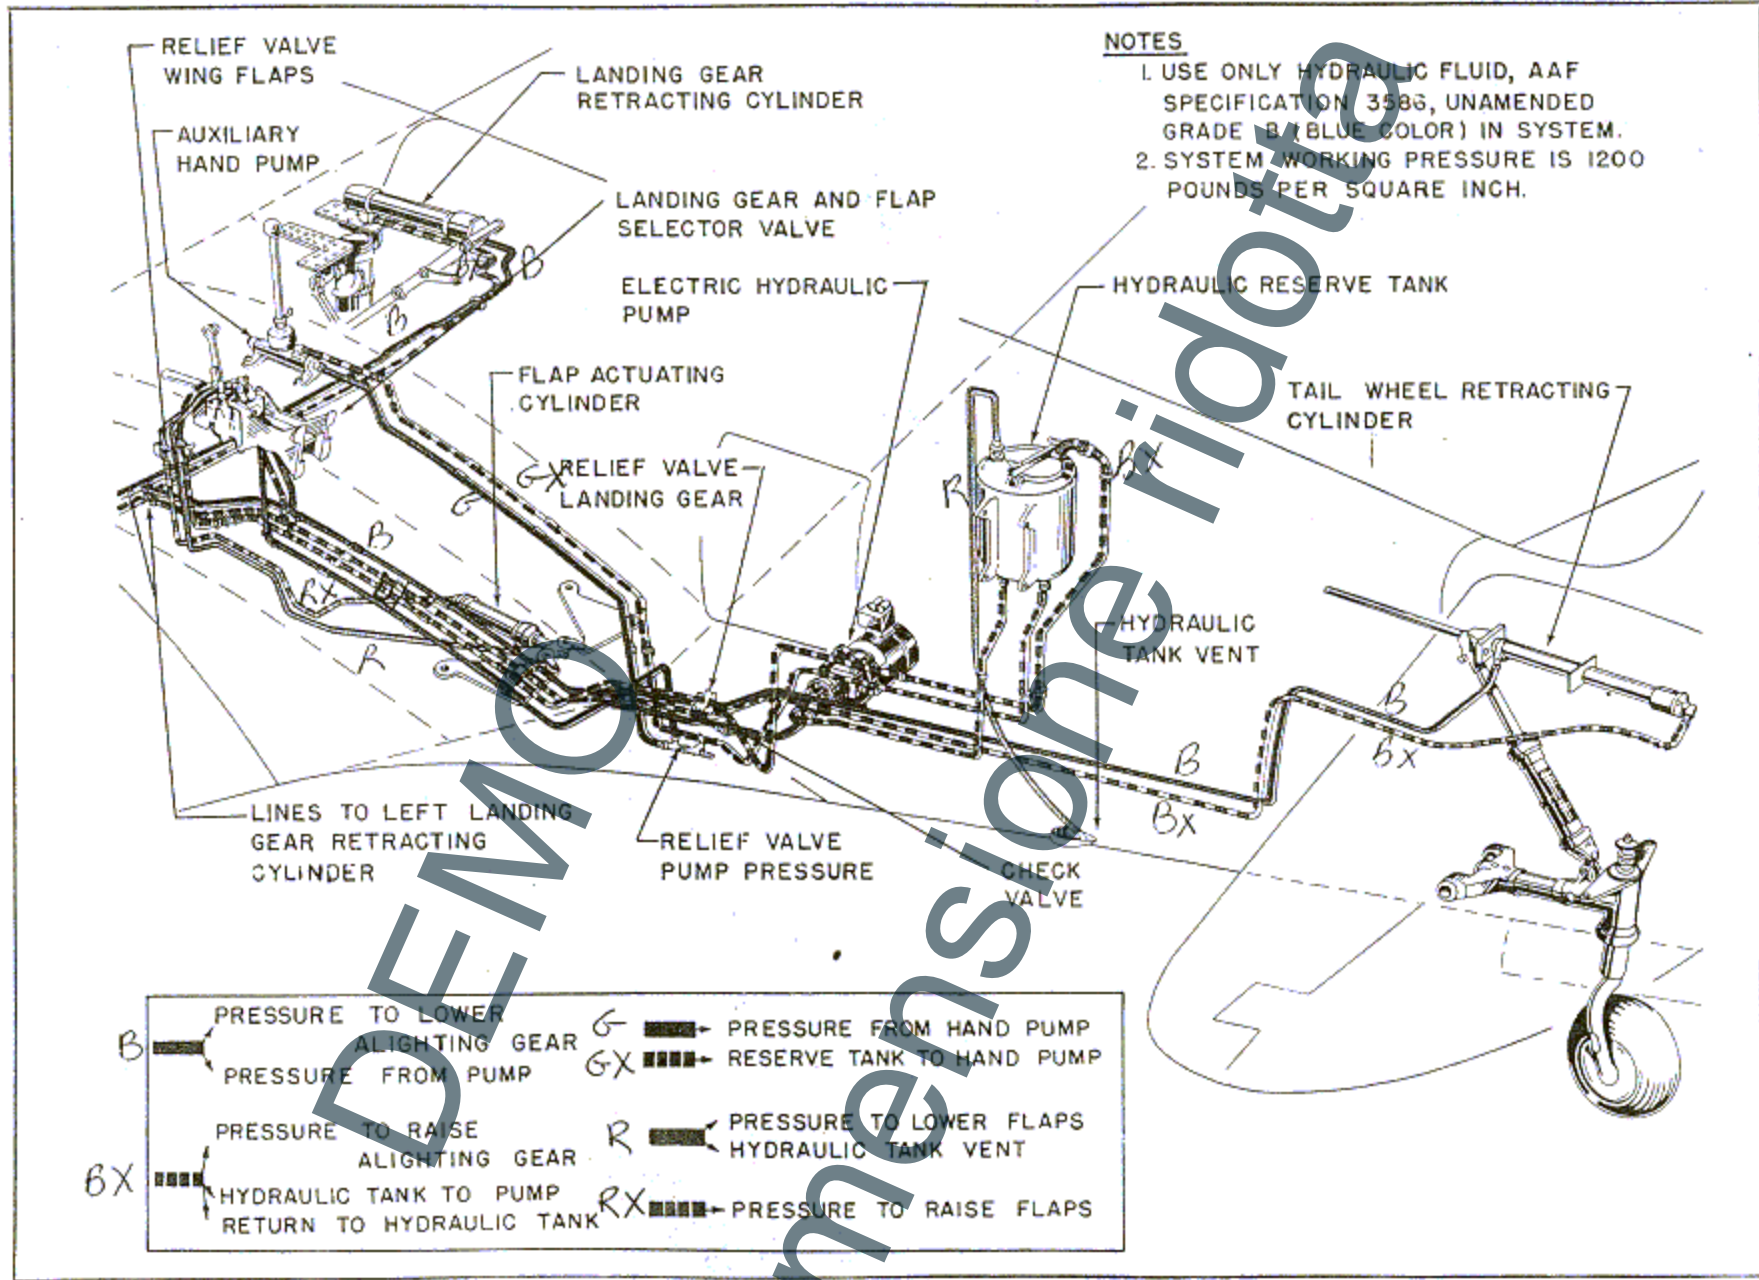 RELIEF VALVE
WING FLAPS
AUXILIARY
HAND PUMP
LANDING GEAR
RETRACTING CYLINDER
LANDING GEAR AND FLAP
SELECTOR VALVE
ELECTRIC HYDRAULIC
PUMP
NOTES
1. USE ONLY HYDRAULIC FLUID, AAF
SPECIFICATION 3586, UNAMENDED
GRADE B (BLUE COLOR) IN SYSTEM.
2. SYSTEM WORKING PRESSURE IS 1200
POUNDS PER SQUARE INCH.
HYDRAULIC RESERVE TANK
FLAP ACTUATING
CYLINDER
TAIL WHEEL RETRACTING
CYLINDER
RELIEF VALVE
LANDING GEAR
HYDRAULIC
TANK VENT
LINES TO LEFT LANDING
GEAR RETRACTING
CYLINDER
RELIEF VALVE
PUMP PRESSURE
CHECK
VALVE
B
B
GX
G
B
RX
R
R
BX
B
BX
B
BX
B
PRESSURE TO LOWER
ALIGHTING GEAR
PRESSURE FROM PUMP
BX
PRESSURE TO RAISE
ALIGHTING GEAR
HYDRAULIC TANK TO PUMP
RETURN TO HYDRAULIC TANK
G PRESSURE FROM HAND PUMP
GX RESERVE TANK TO HAND PUMP
R
PRESSURE TO LOWER FLAPS
HYDRAULIC TANK VENT
RX PRESSURE TO RAISE FLAPS
DEMO
mensione ridotta